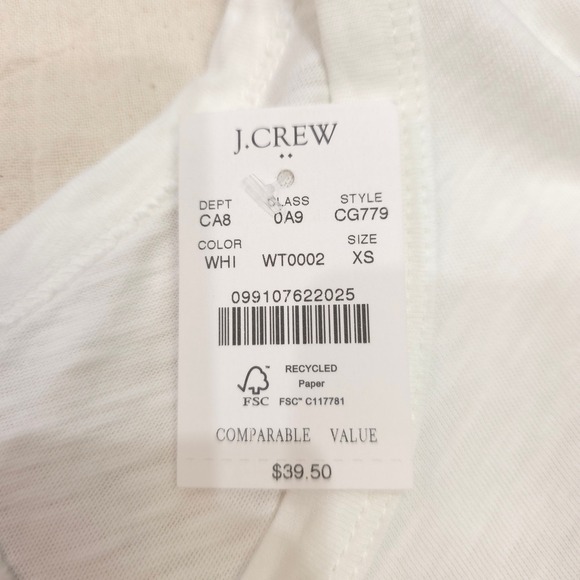 J.CREW
DEPT CLASS STYLE
CA8 0A9 CG779
COLOR SIZE
WHI WT0002 XS
099107622025
RECYCLED
Paper
FSC™ C117781
FSC
COMPARABLE VALUE
$39.50